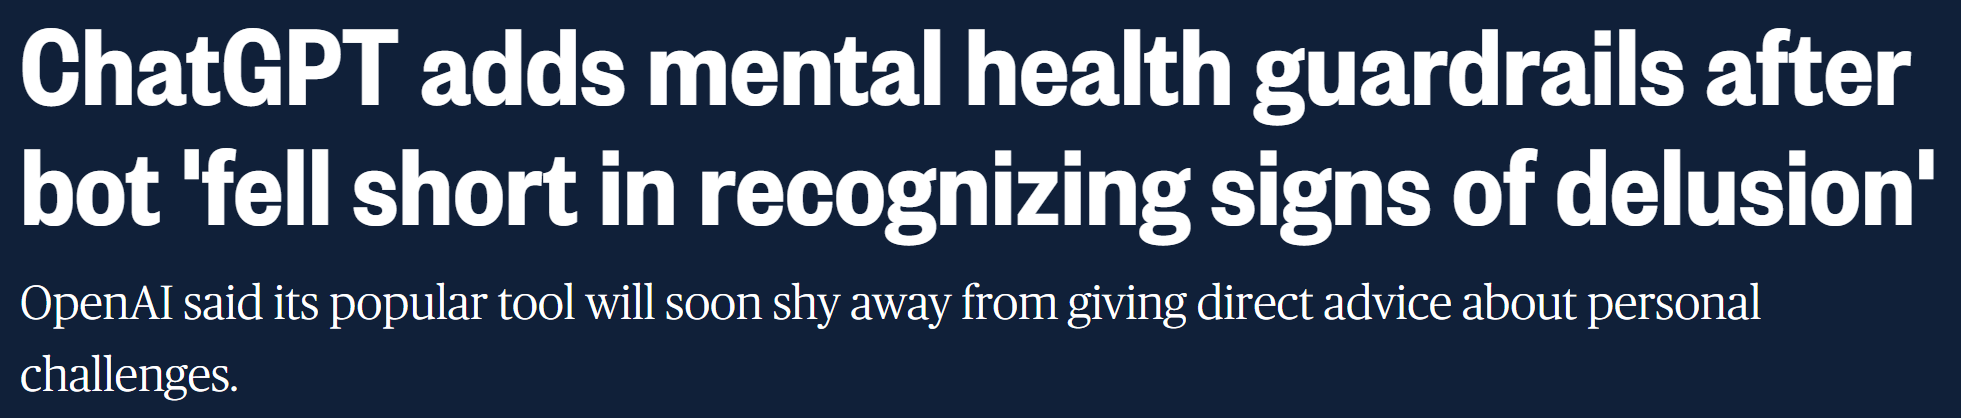 ChatGPT adds mental health guardrails after
bot 'fell short in recognizing signs of delusion'
OpenAI said its popular tool will soon shy away from giving direct advice about personal
challenges.